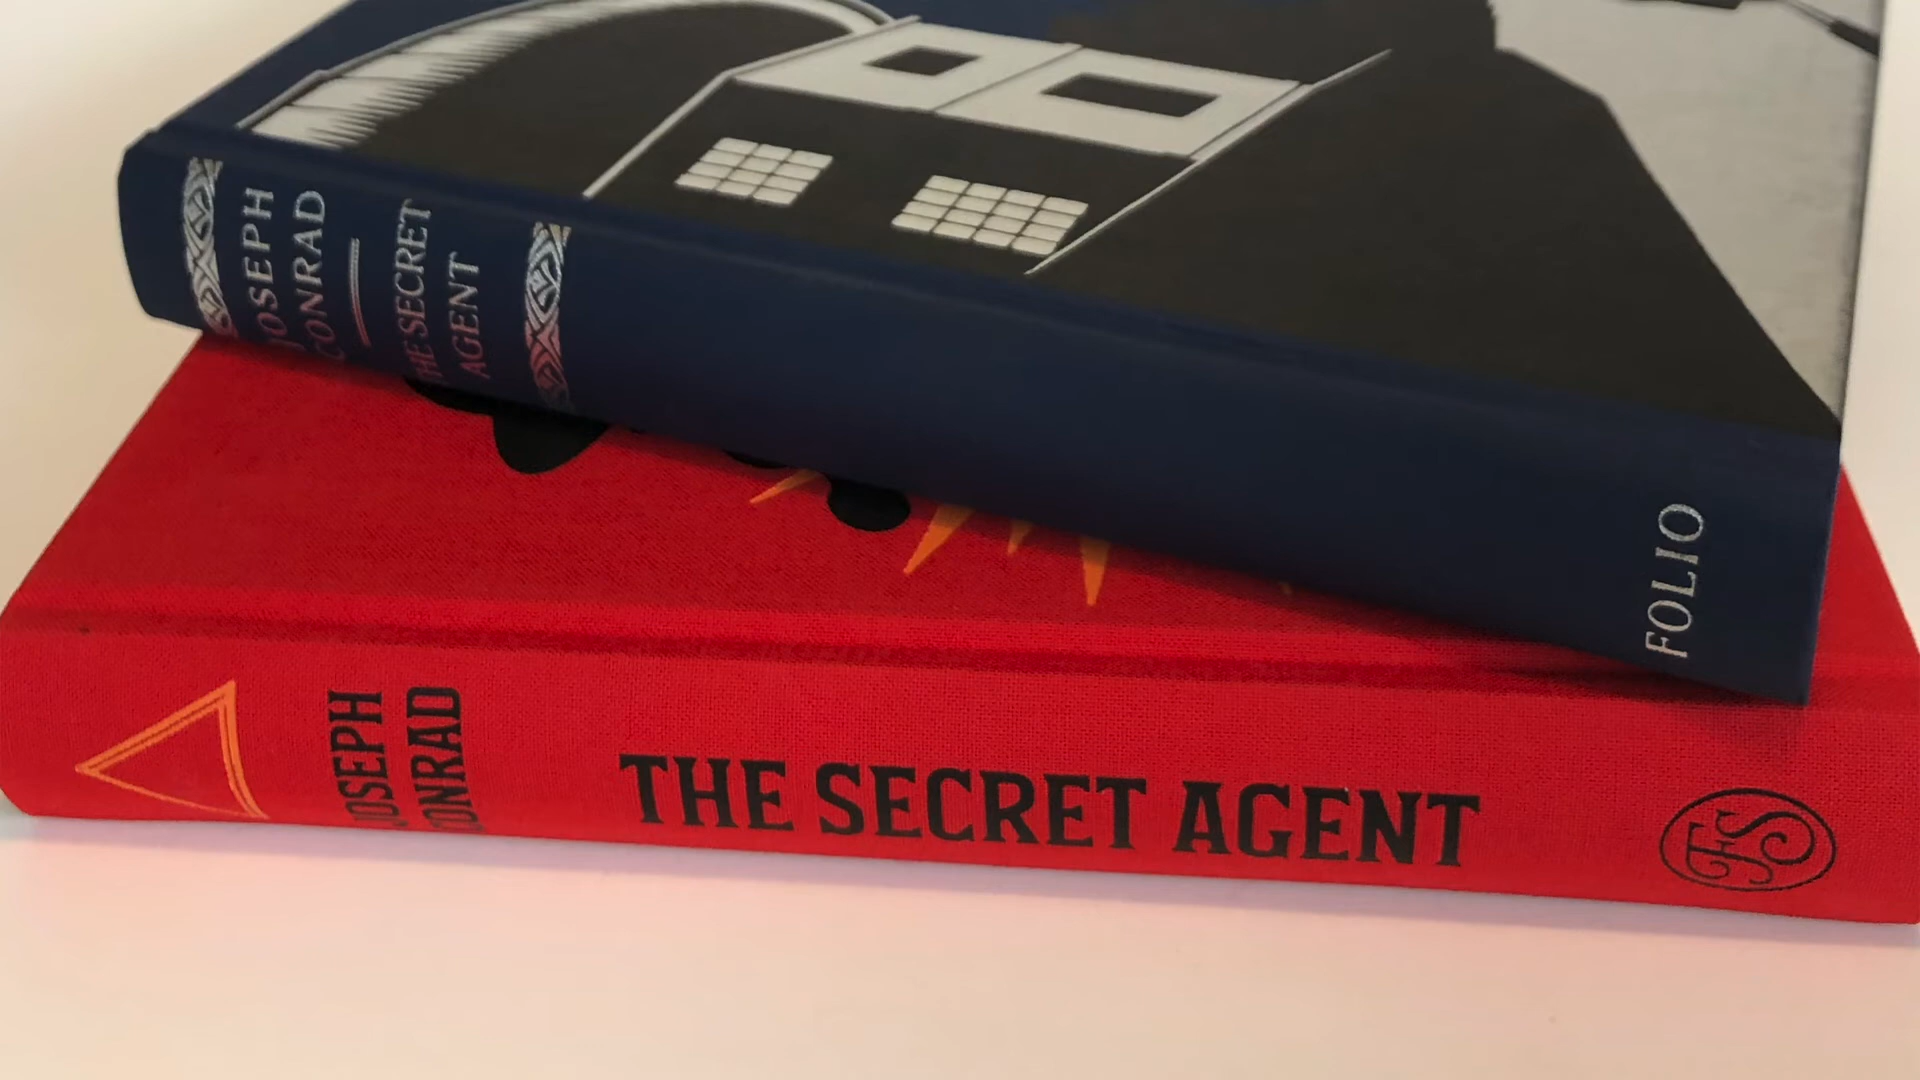 JOSEPH
CONRAD
THE SECRET
AGENT
FOLIO
JOSEPH
CONRAD
THE SECRET AGENT
FS